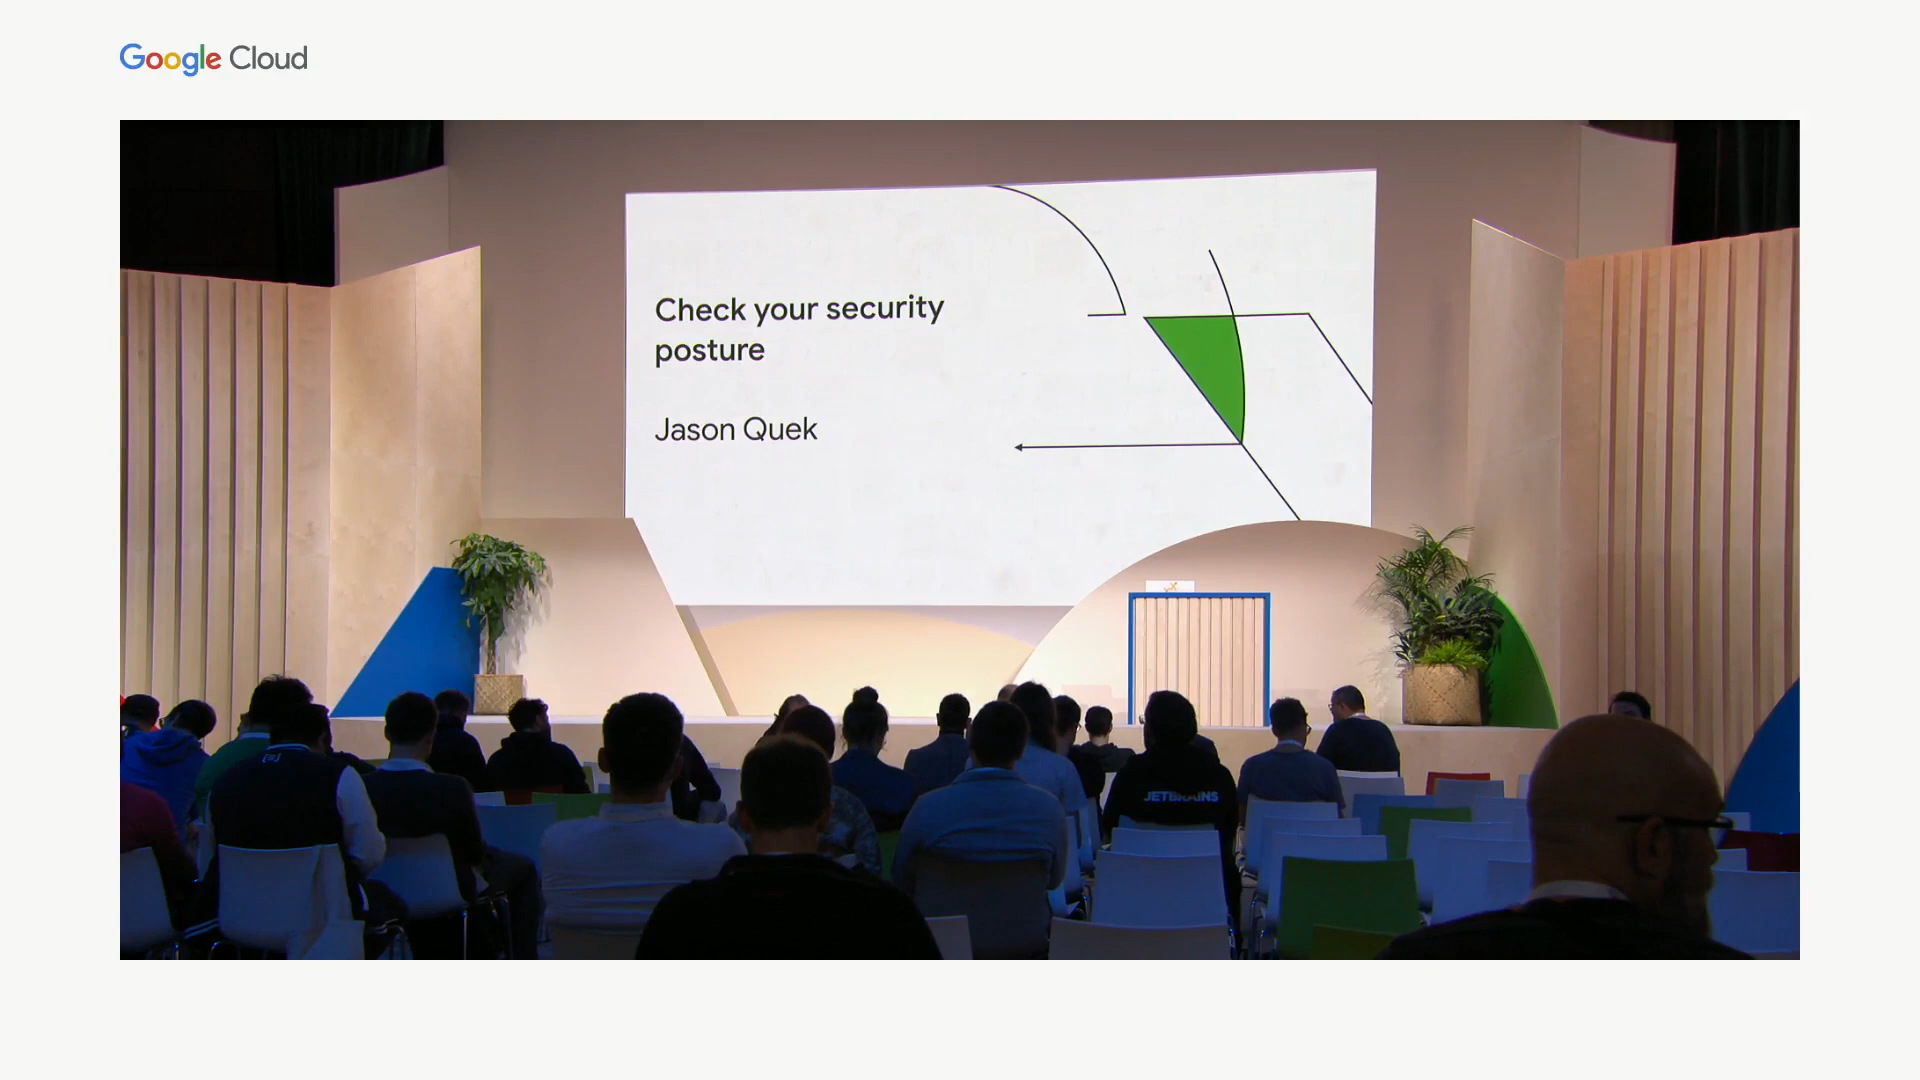 Google Cloud
Check your security
posture
Jason Quek
JETBRAINS